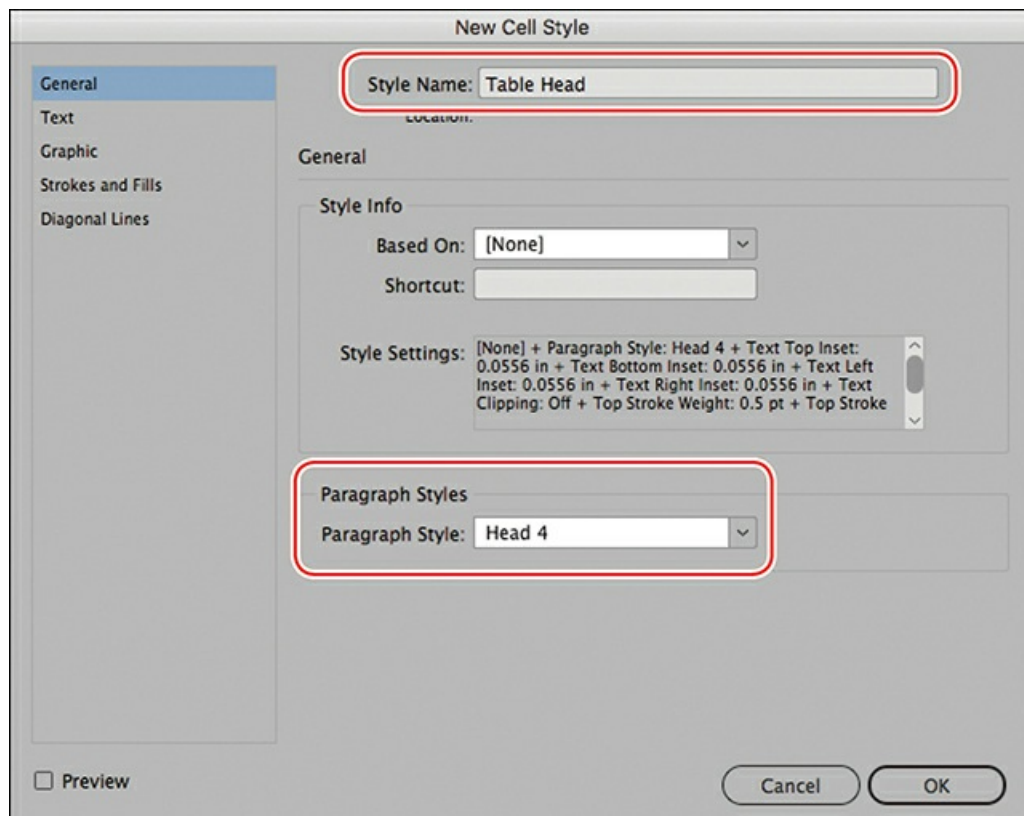 New Cell Style
General
Text
Graphic
Strokes and Fills
Diagonal Lines
Style Name: Table Head
Location:
General
Style Info
Based On: [None]
Shortcut:
Style Settings: [None] + Paragraph Style: Head 4 + Text Top Inset:
0.0556 in + Text Bottom Inset: 0.0556 in + Text Left
Inset: 0.0556 in + Text Right Inset: 0.0556 in + Text
Clipping: Off + Top Stroke Weight: 0.5 pt + Top Stroke
Paragraph Styles
Paragraph Style: Head 4
Preview
Cancel
OK